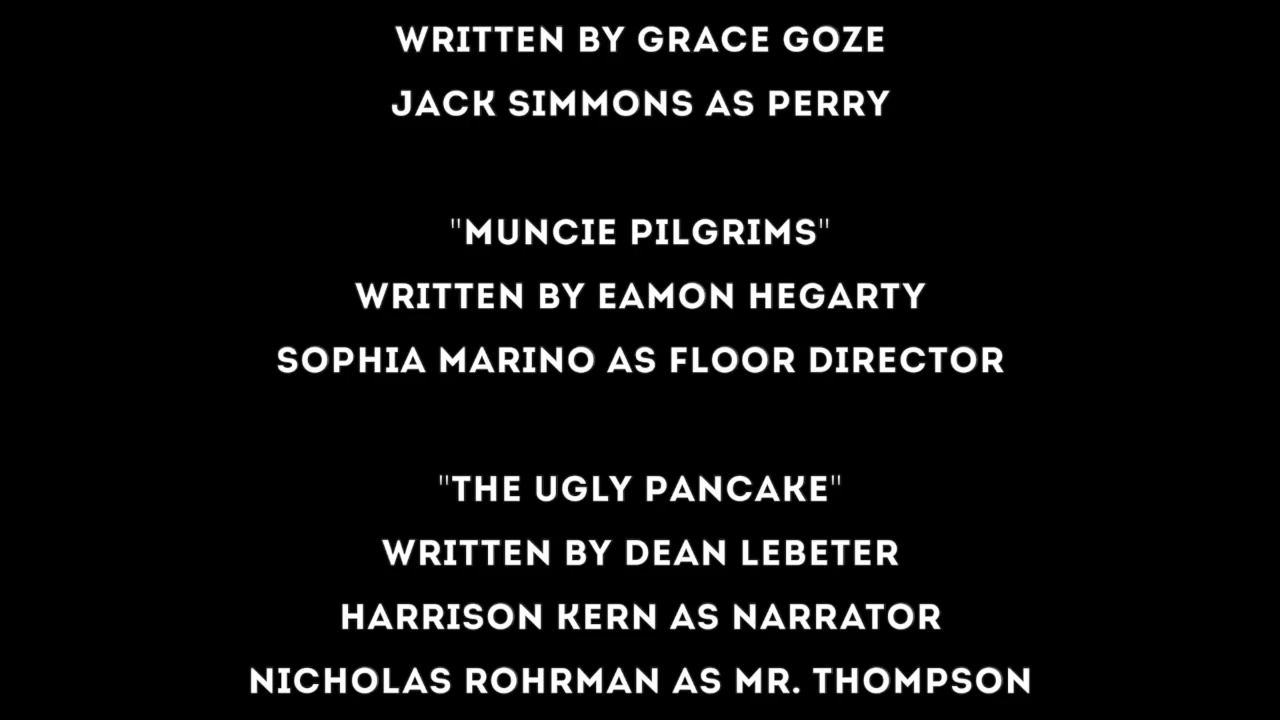 WRITTEN BY GRACE GOZE
JACK SIMMONS AS PERRY
"MUNCIE PILGRIMS"
WRITTEN BY EAMON HEGARTY
SOPHIA MARINO AS FLOOR DIRECTOR
"THE UGLY PANCAKE"
WRITTEN BY DEAN LEBETER
HARRISON KERN AS NARRATOR
NICHOLAS ROHRMAN AS MR. THOMPSON